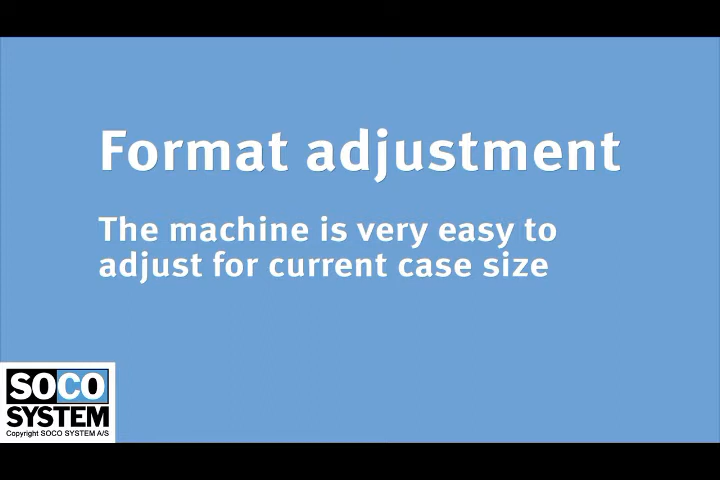 Format adjustment
The machine is very easy to
adjust for current case size
SOCO
SYSTEM
Copyright SOCO SYSTEM A/S